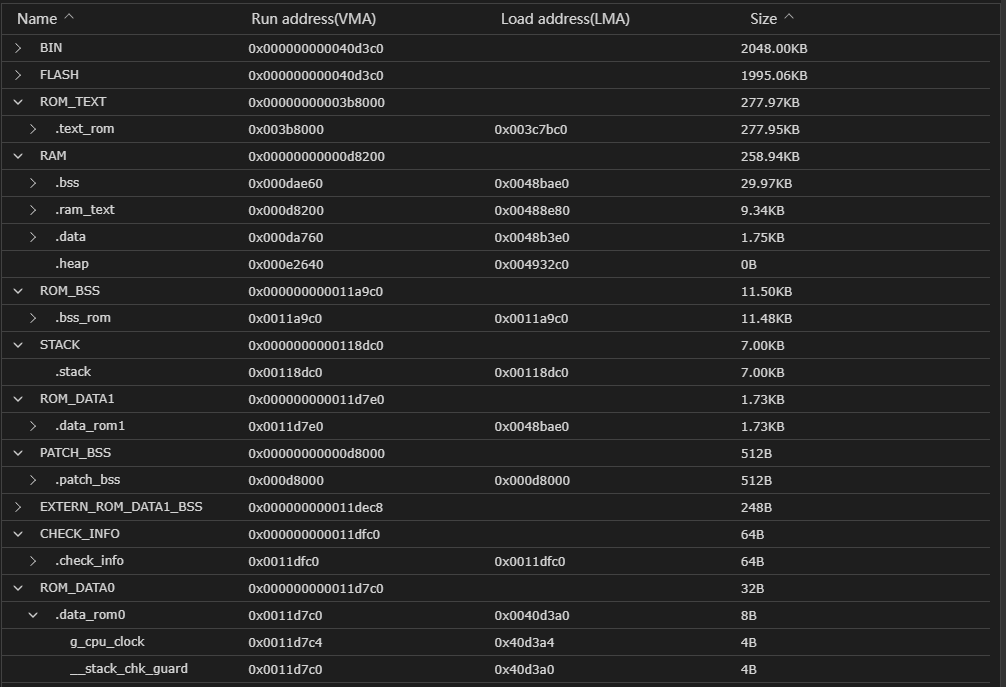 Name Run address(VMA) Load address(LMA) Size
BIN 0x000000000040d3c0 2048.00KB
FLASH 0x000000000040d3c0 1995.06KB
ROM_TEXT 0x00000000003b8000 277.97KB
.text_rom 0x003b8000 0x003c7bc0 277.95KB
RAM 0x00000000000d8200 258.94KB
.bss 0x000dae60 0x0048bae0 29.97KB
.ram_text 0x000d8200 0x00488e80 9.34KB
.data 0x000da760 0x0048b3e0 1.75KB
.heap 0x000e2640 0x004932c0 0B
ROM_BSS 0x000000000011a9c0 11.50KB
.bss_rom 0x0011a9c0 0x0011a9c0 11.48KB
STACK 0x0000000000118dc0 7.00KB
.stack 0x00118dc0 0x00118dc0 7.00KB
ROM_DATA1 0x000000000011d7e0 1.73KB
.data_rom1 0x0011d7e0 0x0048bae0 1.73KB
PATCH_BSS 0x00000000000d8000 512B
.patch_bss 0x000d8000 0x000d8000 512B
EXTERN_ROM_DATA1_BSS 0x000000000011dec8 248B
CHECK_INFO 0x000000000011dfc0 64B
.check_info 0x0011dfc0 0x0011dfc0 64B
ROM_DATA0 0x000000000011d7c0 32B
.data_rom0 0x0011d7c0 0x0040d3a0 8B
g_cpu_clock 0x0011d7c4 0x40d3a4 4B
__stack_chk_guard 0x0011d7c0 0x40d3a0 4B